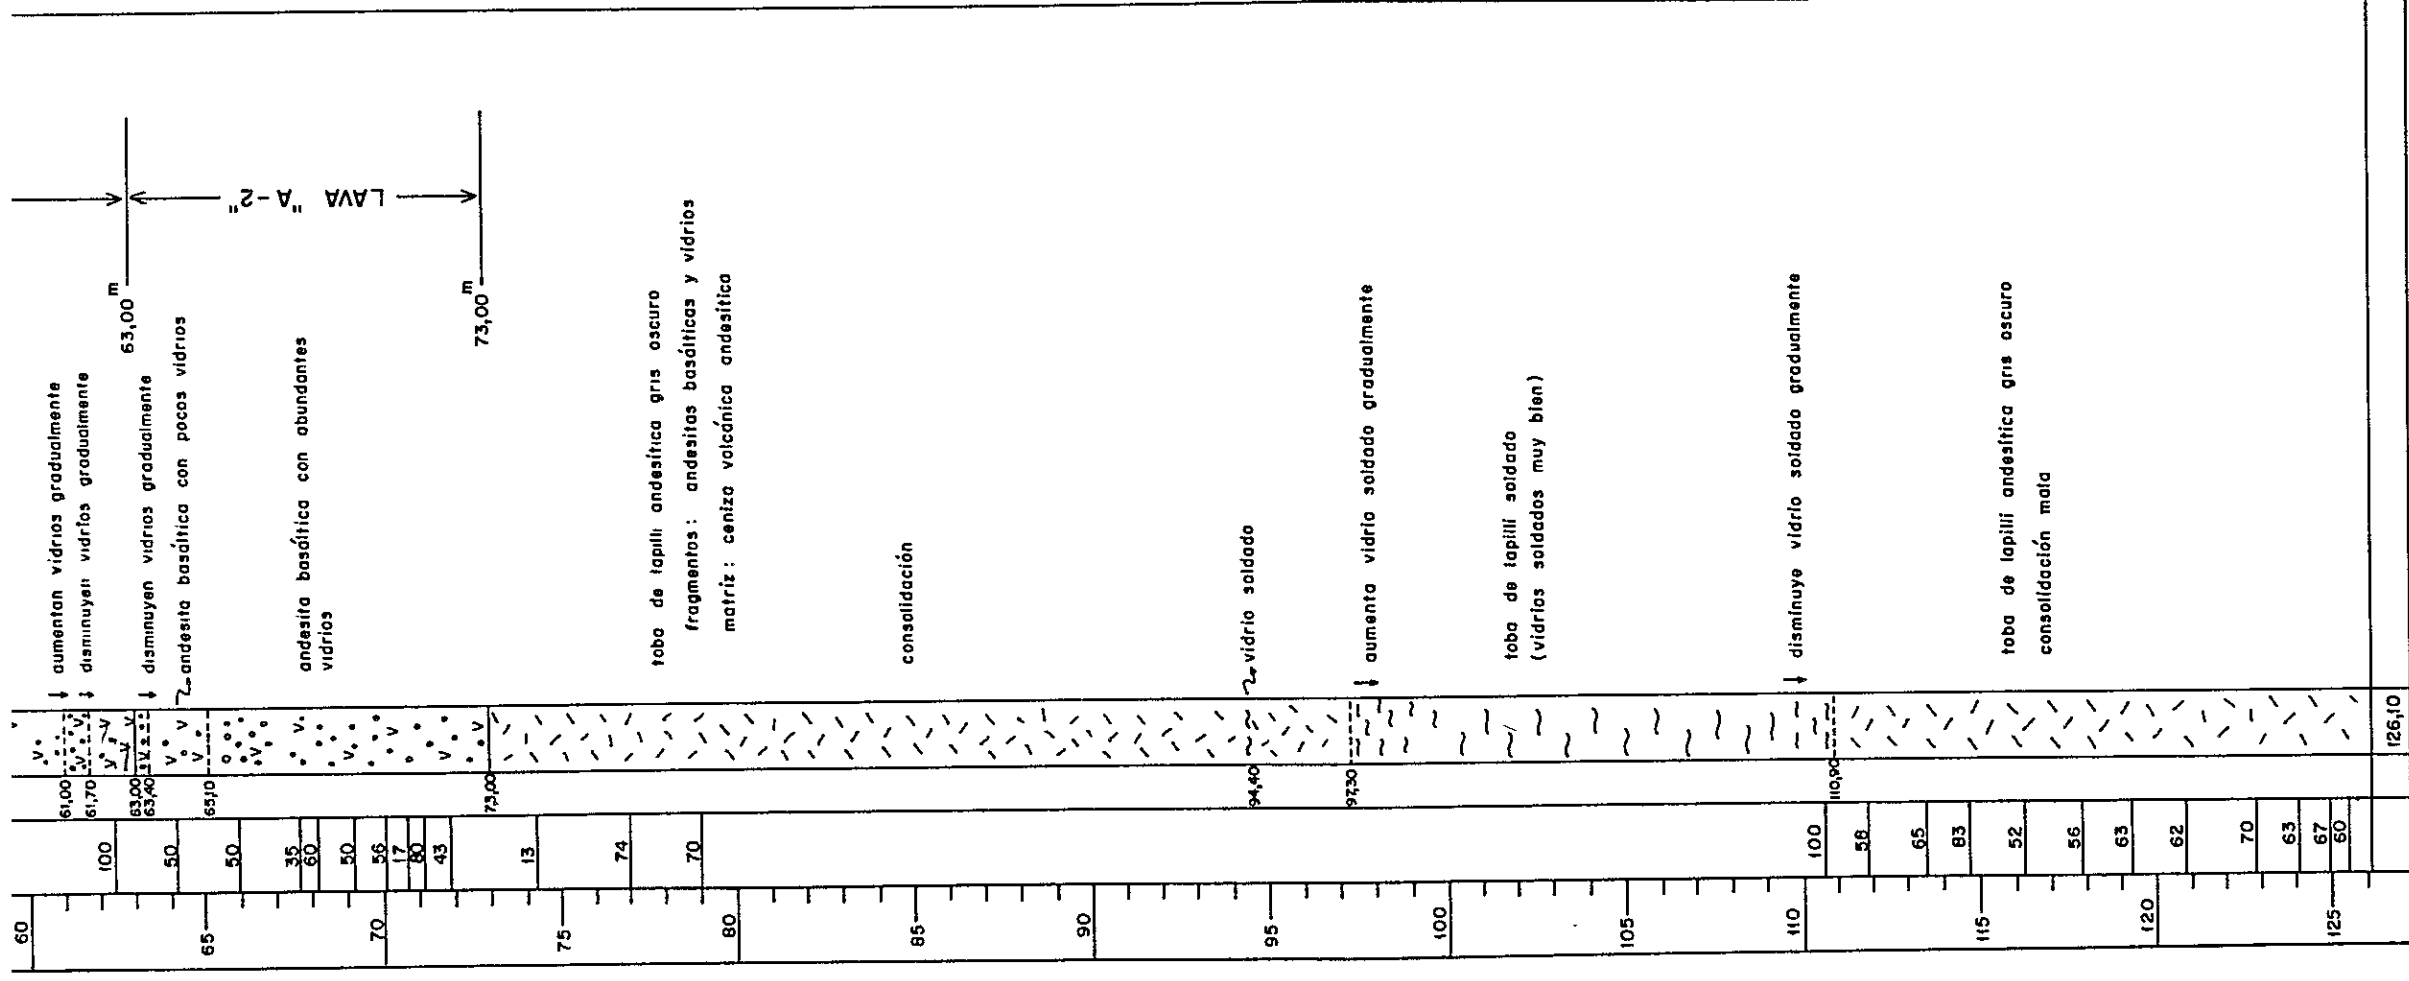 60
65
70
75
80
85
90
95
100
105
110
115
120
125
100
50
50
35
60
50
56
17
80
43
13
74
70
100
58
65
83
52
56
63
62
70
63
67
60
61,00
61,70
63,00
63,40
65,10
73,00
94,40
97,30
110,90
126,10
aumentan vidrios gradualmente
disminuyen vidrios gradualmente
disminuyen vidrios gradualmente
andesita basáltica con pocos vidrios
andesita basáltica con abundantes
vidrios
63,00 m
LAVA "A-2"
73,00 m
toba de lapilli andesítica gris oscuro
fragmentos: andesitas basálticas y vidrios
matriz: ceniza volcánica andesítica
consolidación
vidrio soldado
aumenta vidrio soldado gradualmente
toba de lapilli soldado
(vidrios soldados muy bien)
disminuye vidrio soldado gradualmente
toba de lapilli andesítica gris oscuro
consolidación mala